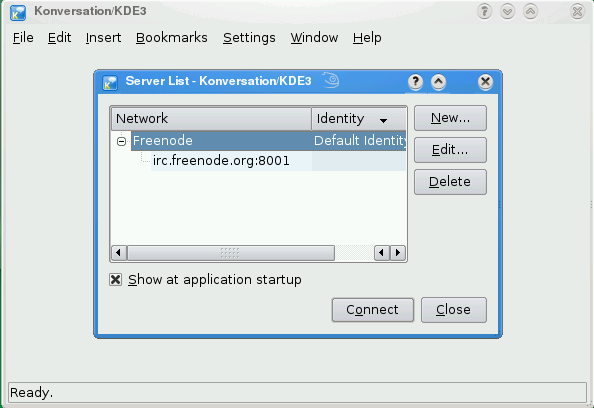 Konversation/KDE3
File Edit Insert Bookmarks Settings Window Help
Server List - Konversation/KDE3
Network Identity
Freenode Default Identity
irc.freenode.org:8001
New...
Edit...
Delete
Show at application startup
Connect Close
Ready.